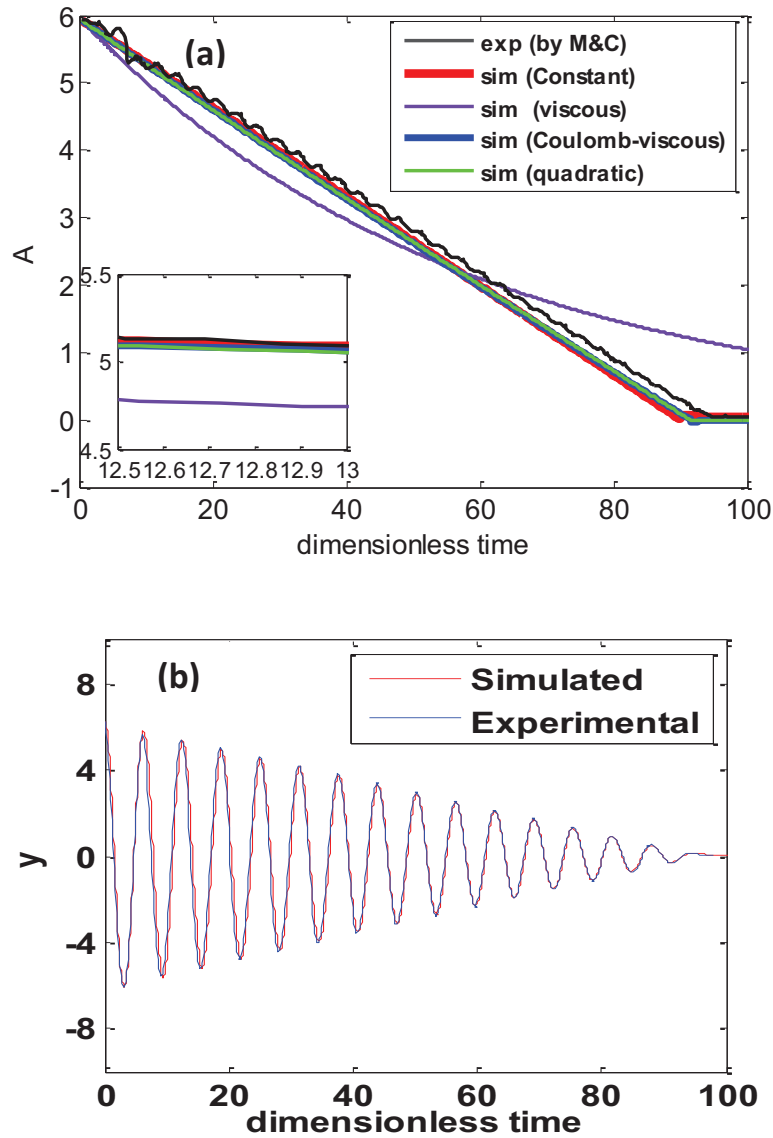 (a)
exp (by M&C)
sim (Constant)
sim (viscous)
sim (Coulomb-viscous)
sim (quadratic)
6
5
4
3
2
1
0
-1
A
5.5
5
4.5
12.5 12.6 12.7 12.8 12.9 13
0 20 40 60 80 100
dimensionless time
(b)
Simulated
Experimental
8
4
0
-4
-8
y
0 20 40 60 80 100
dimensionless time